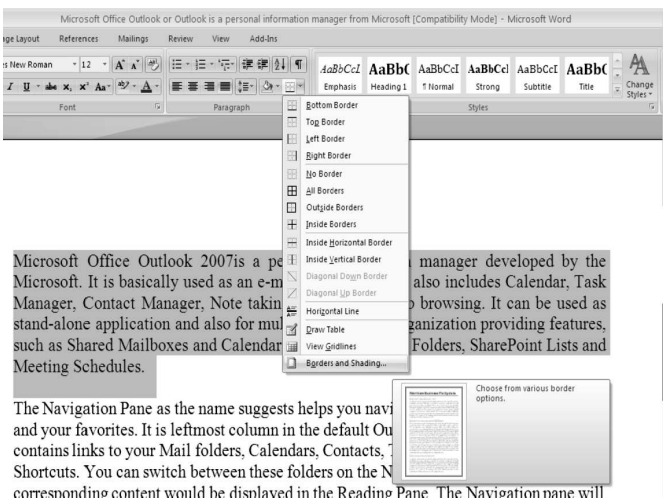 Microsoft Office Outlook or Outlook is a personal information manager from Microsoft [Compatibility Mode] - Microsoft Word
age Layout References Mailings Review View Add-Ins
es New Roman 12
AaBbCcI AaBb( AaBbCcI AaBbCcl AaBbCcI AaBb(
Emphasis Heading 1 ¶ Normal Strong Subtitle Title Change Styles
Font Paragraph Styles
Bottom Border
Top Border
Left Border
Right Border
No Border
All Borders
Outside Borders
Inside Borders
Inside Horizontal Border
Inside Vertical Border
Diagonal Down Border
Diagonal Up Border
Horizontal Line
Draw Table
View Gridlines
Borders and Shading...
Choose from various border
options.
Microsoft Office Outlook 2007is a pe manager developed by the
Microsoft. It is basically used as an e-m also includes Calendar, Task
Manager, Contact Manager, Note takin browsing. It can be used as
stand-alone application and also for mul ganization providing features,
such as Shared Mailboxes and Calendar Folders, SharePoint Lists and
Meeting Schedules.
The Navigation Pane as the name suggests helps you navi
and your favorites. It is leftmost column in the default Ou
contains links to your Mail folders, Calendars, Contacts,
Shortcuts. You can switch between these folders on the N
corresponding content would be displayed in the Reading Pane. The Navigation pane will